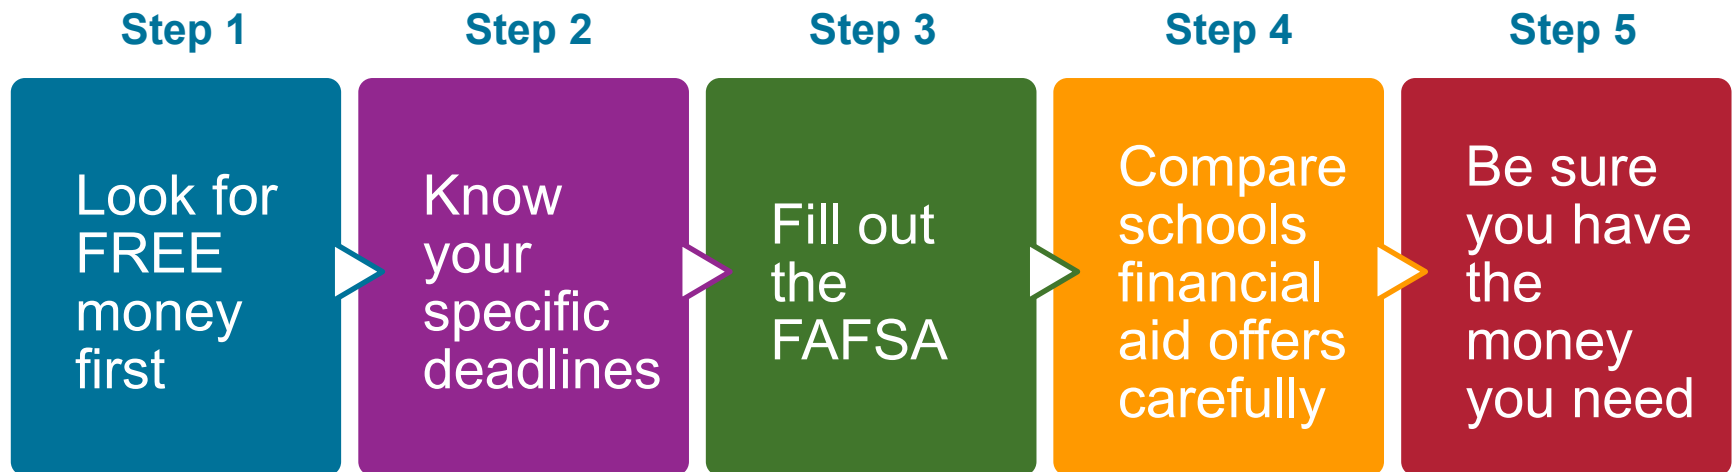 Step 1
Look for
FREE
money
first
Step 2
Know
your
specific
deadlines
Step 3
Fill out
the
FAFSA
Step 4
Compare
schools
financial
aid offers
carefully
Step 5
Be sure
you have
the
money
you need